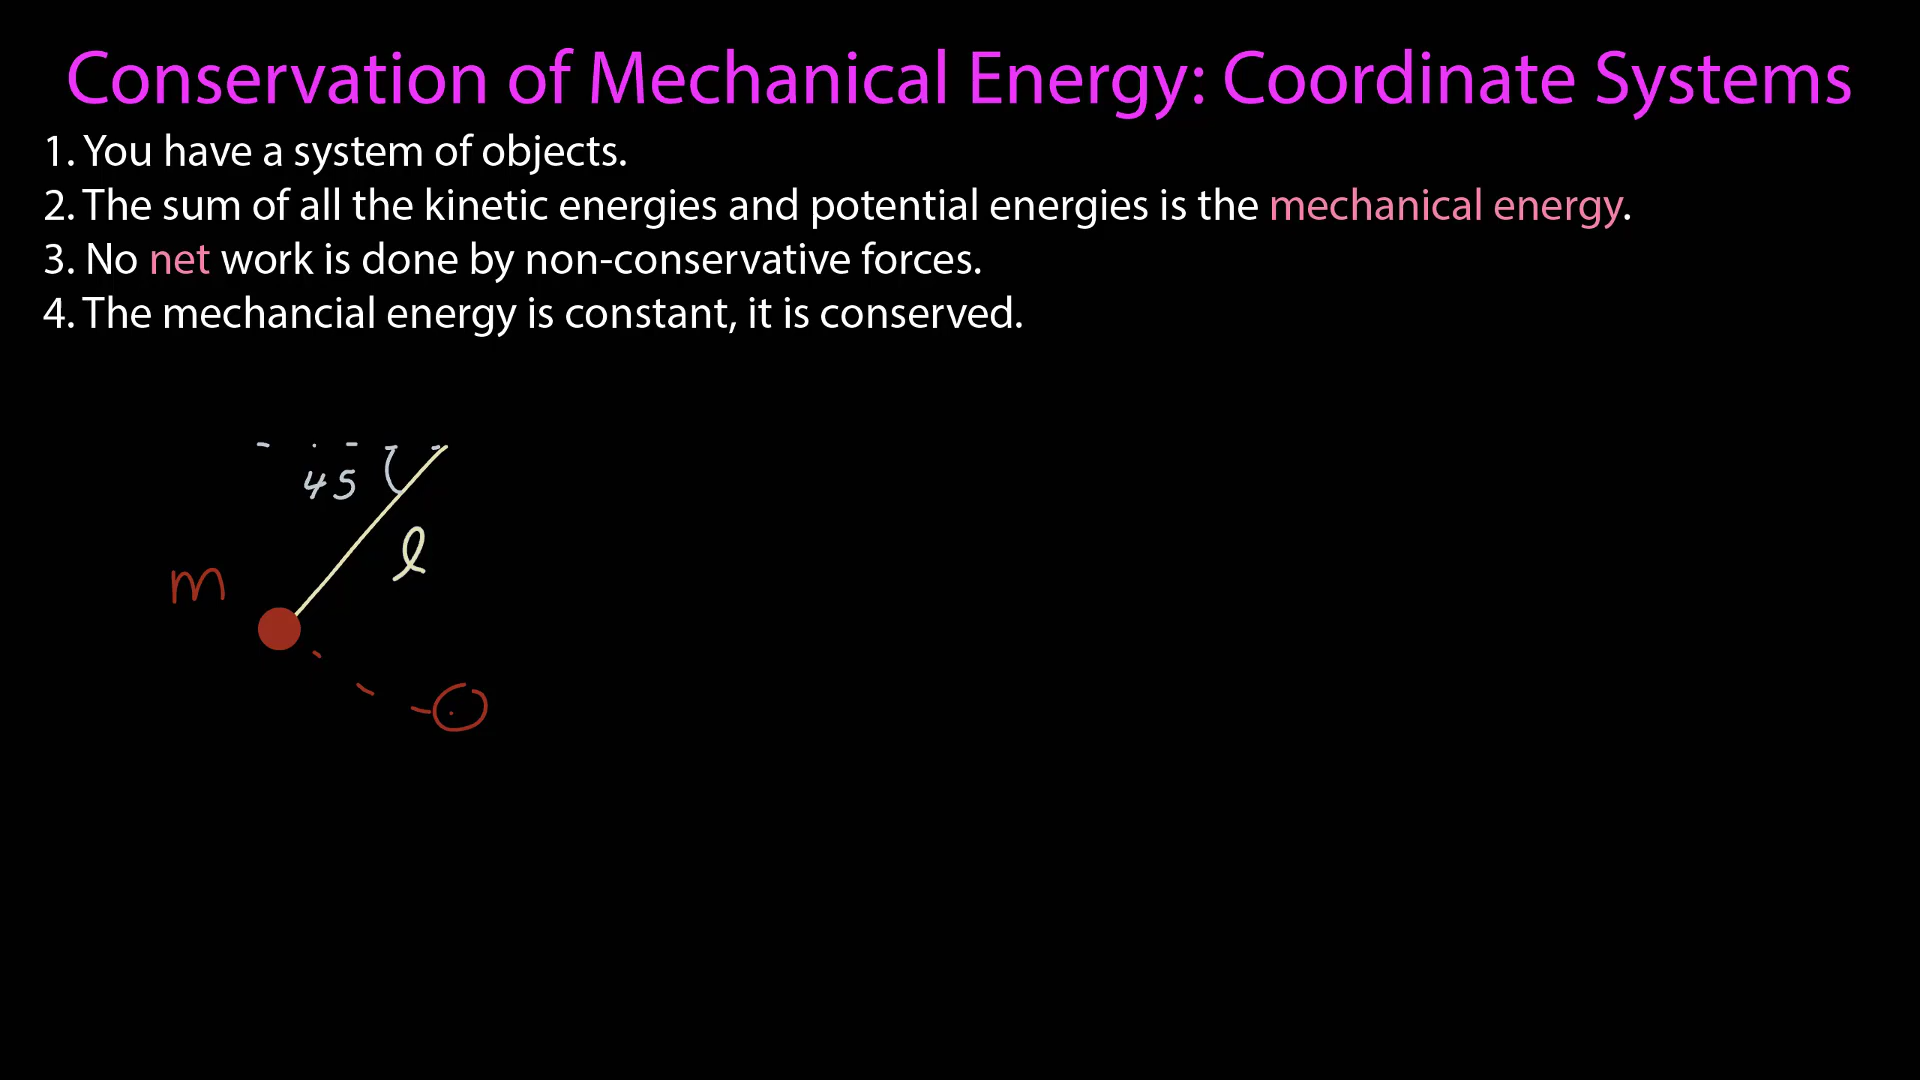 Conservation of Mechanical Energy: Coordinate Systems
1. You have a system of objects.
2. The sum of all the kinetic energies and potential energies is the mechanical energy.
3. No net work is done by non-conservative forces.
4. The mechancial energy is constant, it is conserved.
45
l
m